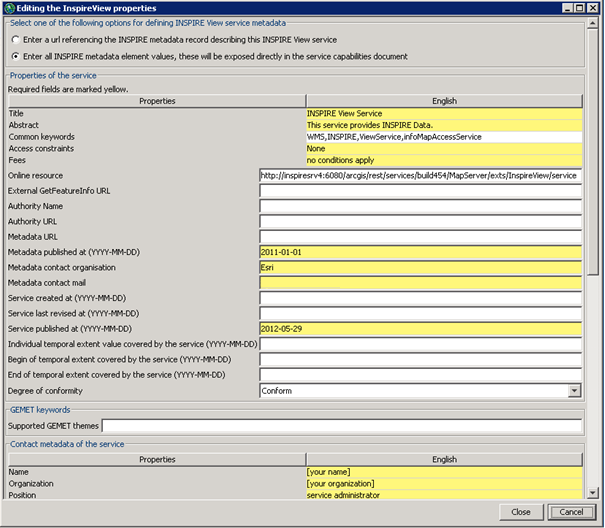 Editing the InspireView properties
Select one of the following options for defining INSPIRE View service metadata
Enter a url referencing the INSPIRE metadata record describing this INSPIRE View service
Enter all INSPIRE metadata element values, these will be exposed directly in the service capabilities document
Properties of the service
Required fields are marked yellow.
Properties English
Title INSPIRE View Service
Abstract This service provides INSPIRE Data.
Common keywords WMS,INSPIRE,ViewService,infoMapAccessService
Access constraints None
Fees no conditions apply
Online resource http://inspiresrv4:6080/arcgis/rest/services/build454/MapServer/exts/InspireView/service
External GetFeatureInfo URL
Authority Name
Authority URL
Metadata URL
Metadata published at (YYYY-MM-DD) 2011-01-01
Metadata contact organisation Esri
Metadata contact mail
Service created at (YYYY-MM-DD)
Service last revised at (YYYY-MM-DD)
Service published at (YYYY-MM-DD) 2012-05-29
Individual temporal extent value covered by the service (YYYY-MM-DD)
Begin of temporal extent covered by the service (YYYY-MM-DD)
End of temporal extent covered by the service (YYYY-MM-DD)
Degree of conformity Conform
GEMET keywords
Supported GEMET themes
Contact metadata of the service
Properties English
Name [your name]
Organization [your organization]
Position service administrator
Close Cancel